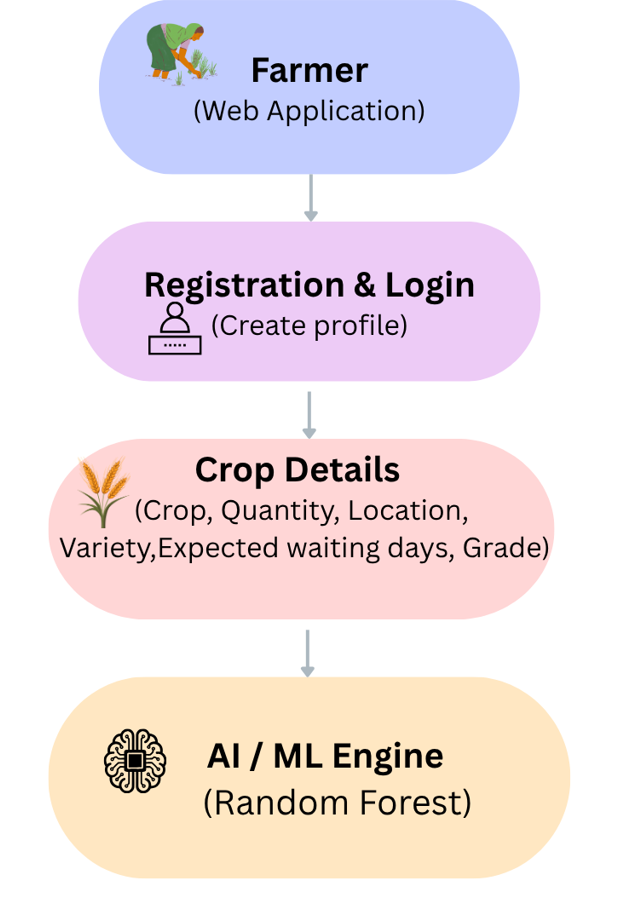 Farmer
(Web Application)
Registration & Login
(Create profile)
Crop Details
(Crop, Quantity, Location,
Variety,Expected waiting days, Grade)
AI / ML Engine
(Random Forest)